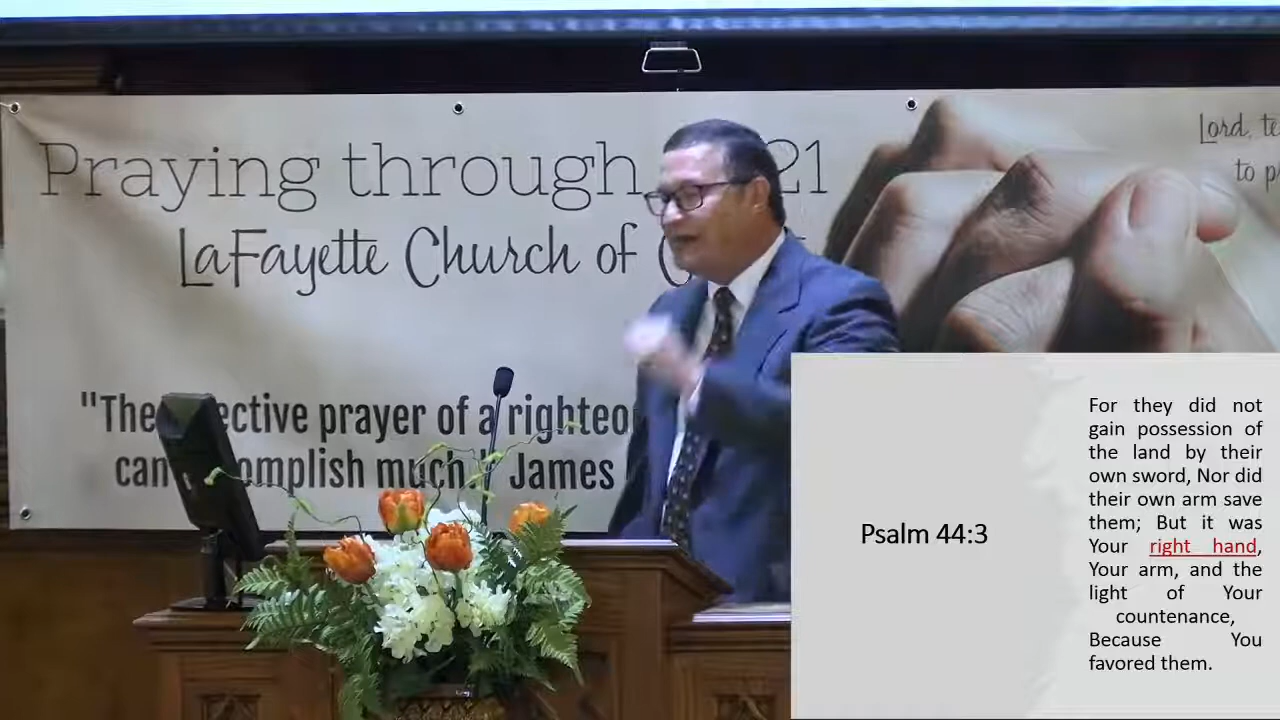 Praying through 21
LaFayette Church of
"The ective prayer of a righteo
can omplish much." James
Lord, te
to p
Psalm 44:3
For they did not
gain possession of
the land by their
own sword, Nor did
their own arm save
them; But it was
Your right hand,
Your arm, and the
light of Your
countenance,
Because You
favored them.